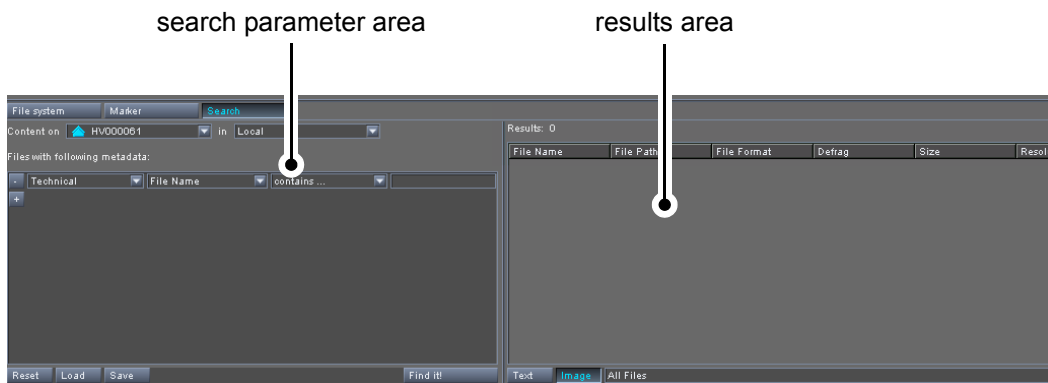 search parameter area results area
File system Marker Search
Content on HV000061 in Local Results: 0
Files with following metadata:
File Name File Path File Format Defrag Size Resol
- Technical File Name contains ...
+
Reset Load Save Find it! Text Image All Files